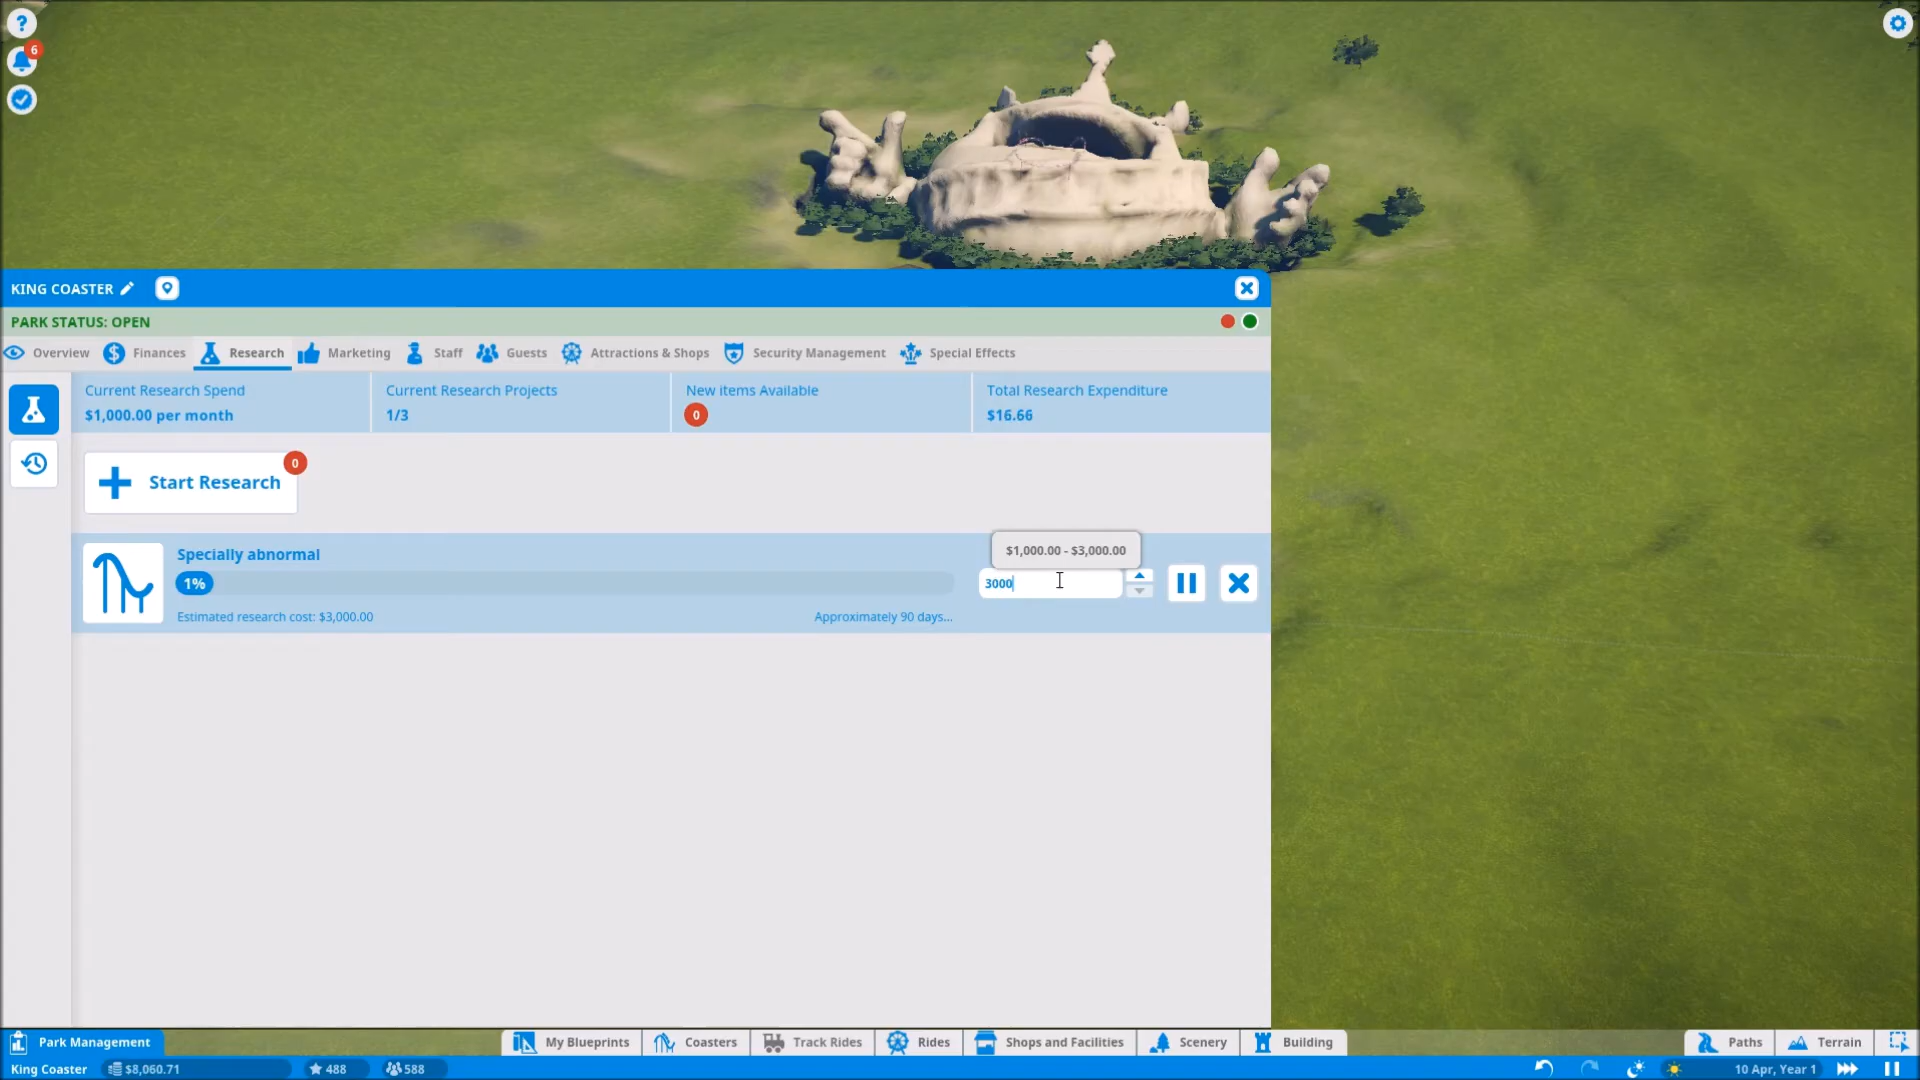 ?
6
KING COASTER
PARK STATUS: OPEN
Overview
Finances
Research
Marketing
Staff
Guests
Attractions & Shops
Security Management
Special Effects
Current Research Spend
$1,000.00 per month
Current Research Projects
1/3
New items Available
0
Total Research Expenditure
$16.66
Start Research
0
Specially abnormal
1%
Estimated research cost: $3,000.00
Approximately 90 days...
$1,000.00 - $3,000.00
3000
Park Management
My Blueprints
Coasters
Track Rides
Rides
Shops and Facilities
Scenery
Building
Paths
Terrain
King Coaster
$8,060.71
488
588
10 Apr, Year 1